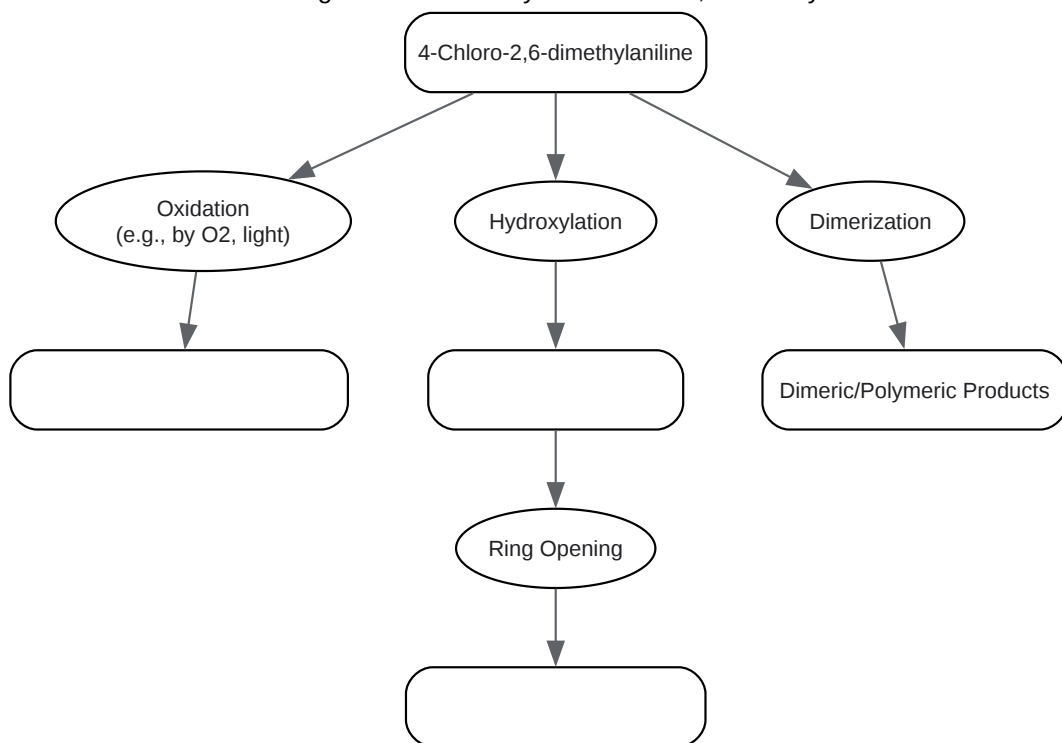 4-Chloro-2,6-dimethylaniline
Oxidation
(e.g., by O2, light)
Hydroxylation
Dimerization
Dimeric/Polymeric Products
Ring Opening